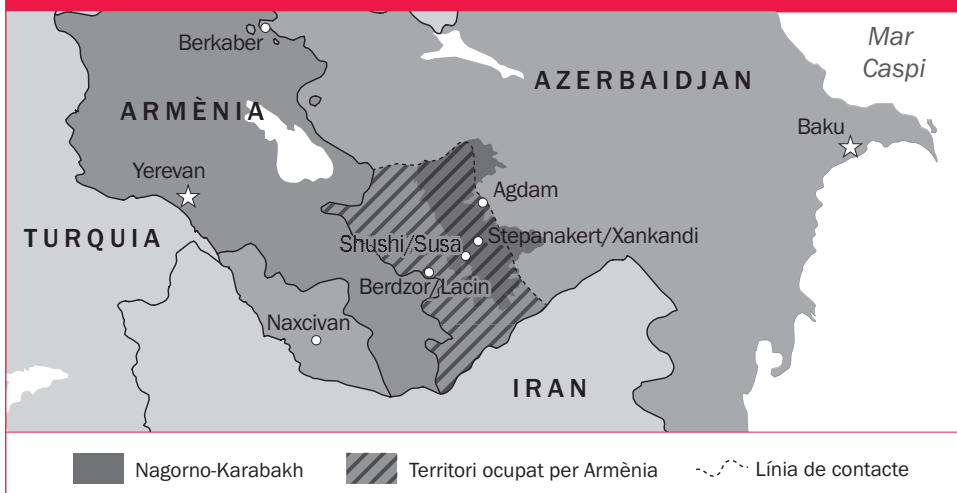 Berkaber
Mar
Caspi
AZERBAIDJAN
ARMÈNIA
Baku
Yerevan
Agdam
TURQUIA
Stepanakert/Xankandi
Shushi/Susa
Berdzor/Lacin
Naxcivan
IRAN
Nagorno-Karabakh
Territori ocupat per Armènia
Línia de contacte